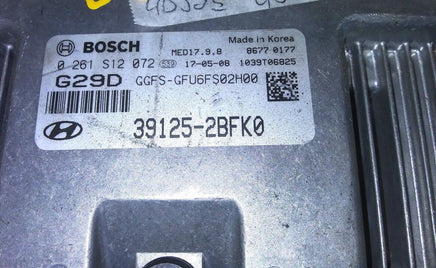 BOSCH MED17.9.8 Made in Korea
8677-0177
0 261 S12 072 17-05-08 1039T06825
G29D GGFS-GFU6FS02H00
39125-2BFK0